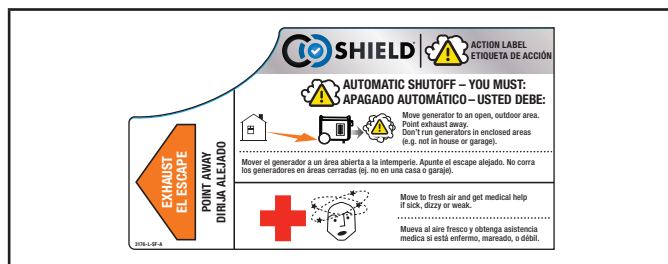 CO SHIELD®
ACTION LABEL
ETIQUETA DE ACCIÓN
AUTOMATIC SHUTOFF – YOU MUST:
APAGADO AUTOMÁTICO – USTED DEBE:
Move generator to an open, outdoor area.
Point exhaust away.
Don't run generators in enclosed areas
(e.g. not in house or garage).
Mover el generador a un área abierta a la intemperie. Apunte el escape alejado. No corra
los generadores en áreas cerradas (ej. no en una casa o garaje).
EXHAUST
EL ESCAPE
POINT AWAY
DIRIJA ALEJADO
Move to fresh air and get medical help
if sick, dizzy or weak.
Mueva al aire fresco y obtenga asistencia
medica si está enfermo, mareado, o débil.
3176-L-SF-A